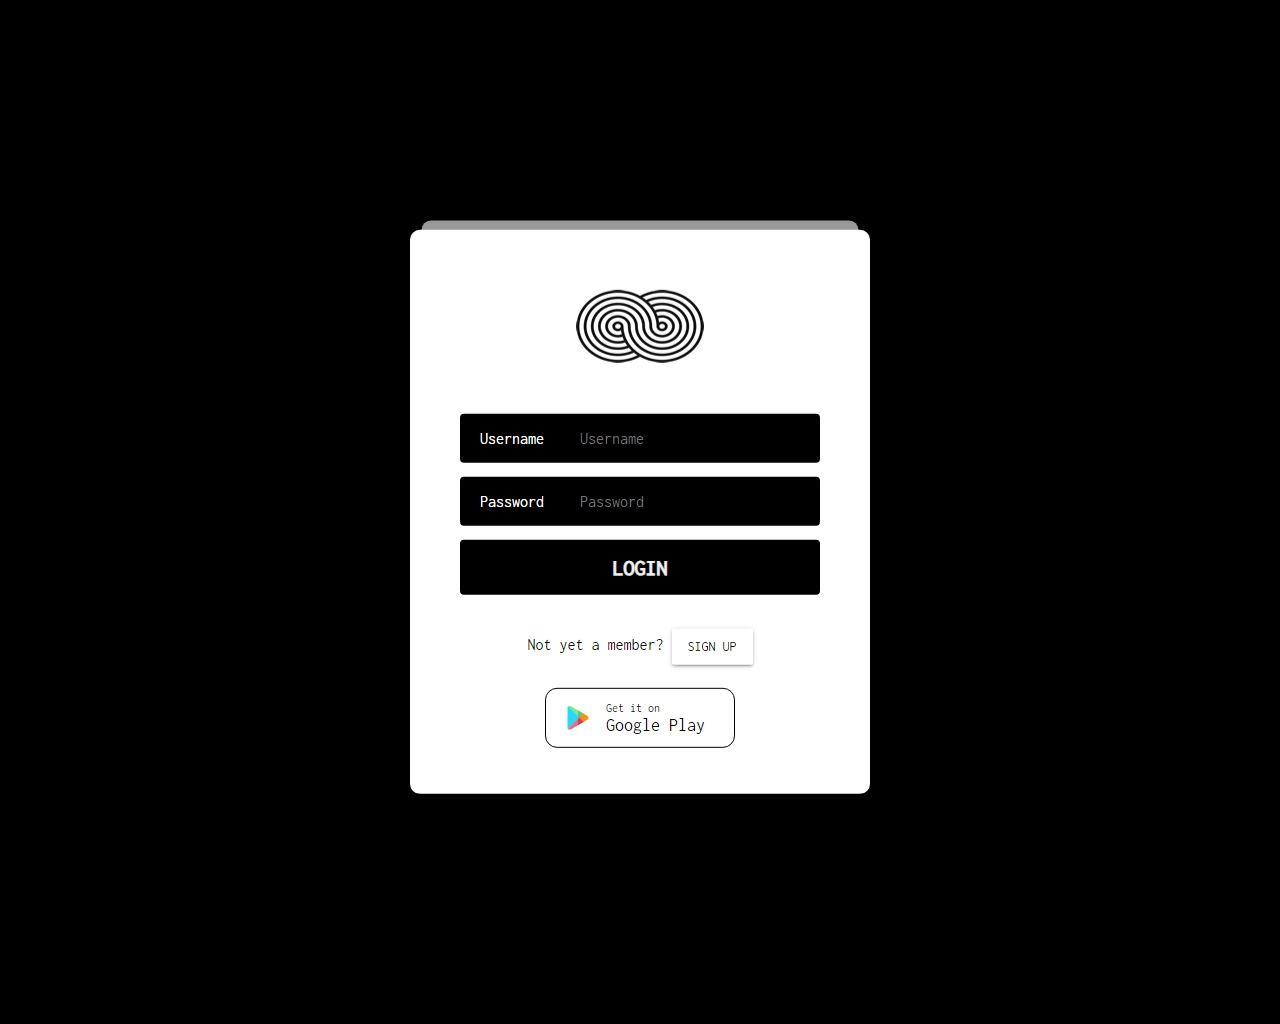 Username Username
Password Password
LOGIN
Not yet a member? SIGN UP
Get it on
Google Play